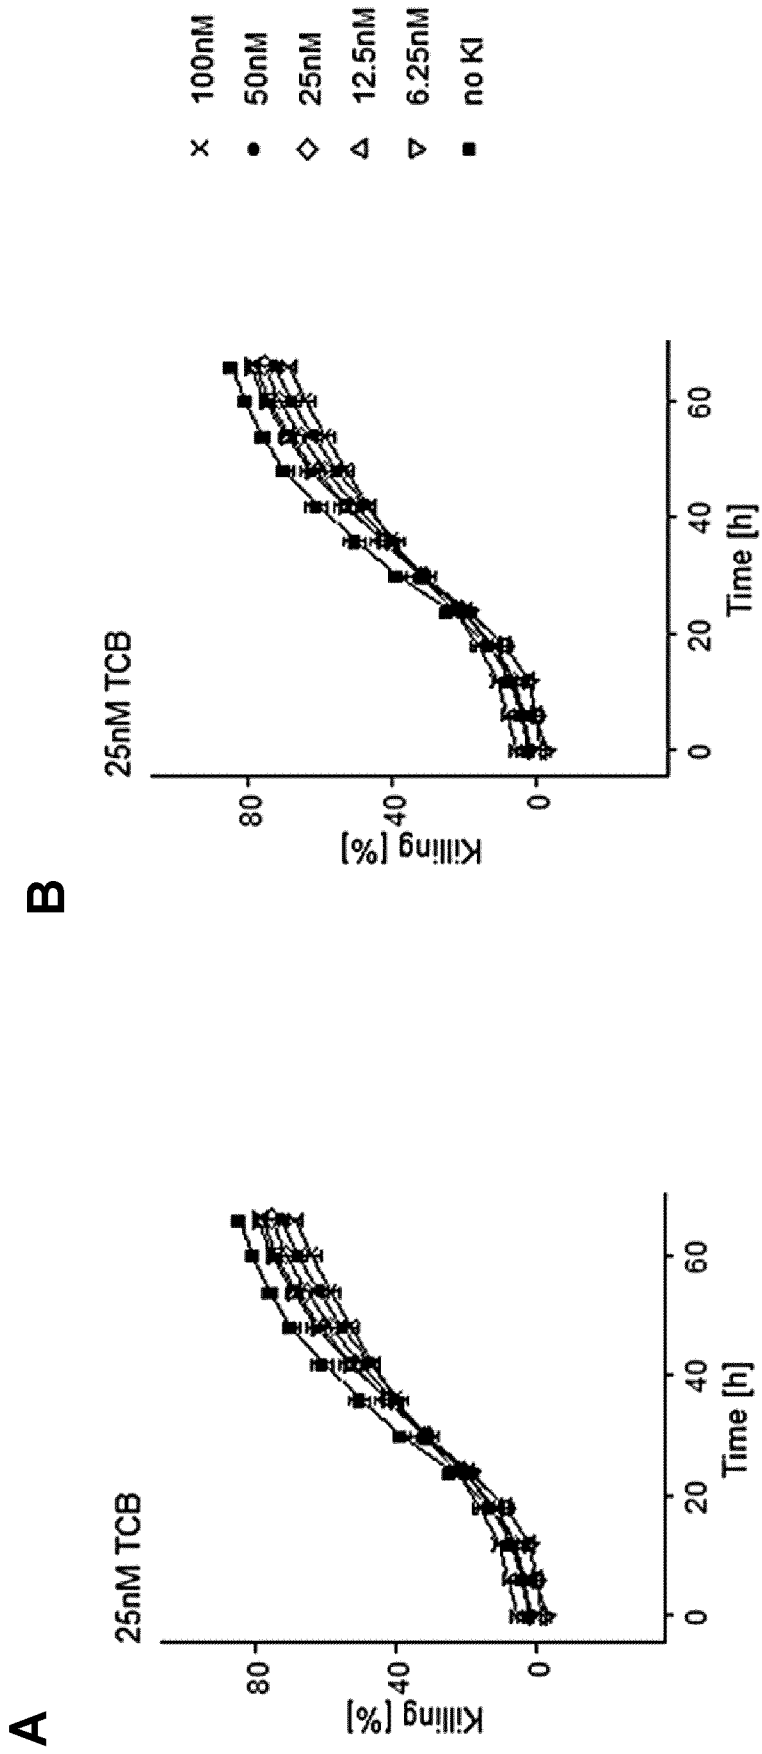 A
25nM TCB
Killing [%]
80
40
0
0
20
40
60
Time [h]
B
25nM TCB
Killing [%]
80
40
0
0
20
40
60
Time [h]
100nM
50nM
25nM
12.5nM
6.25nM
no KI